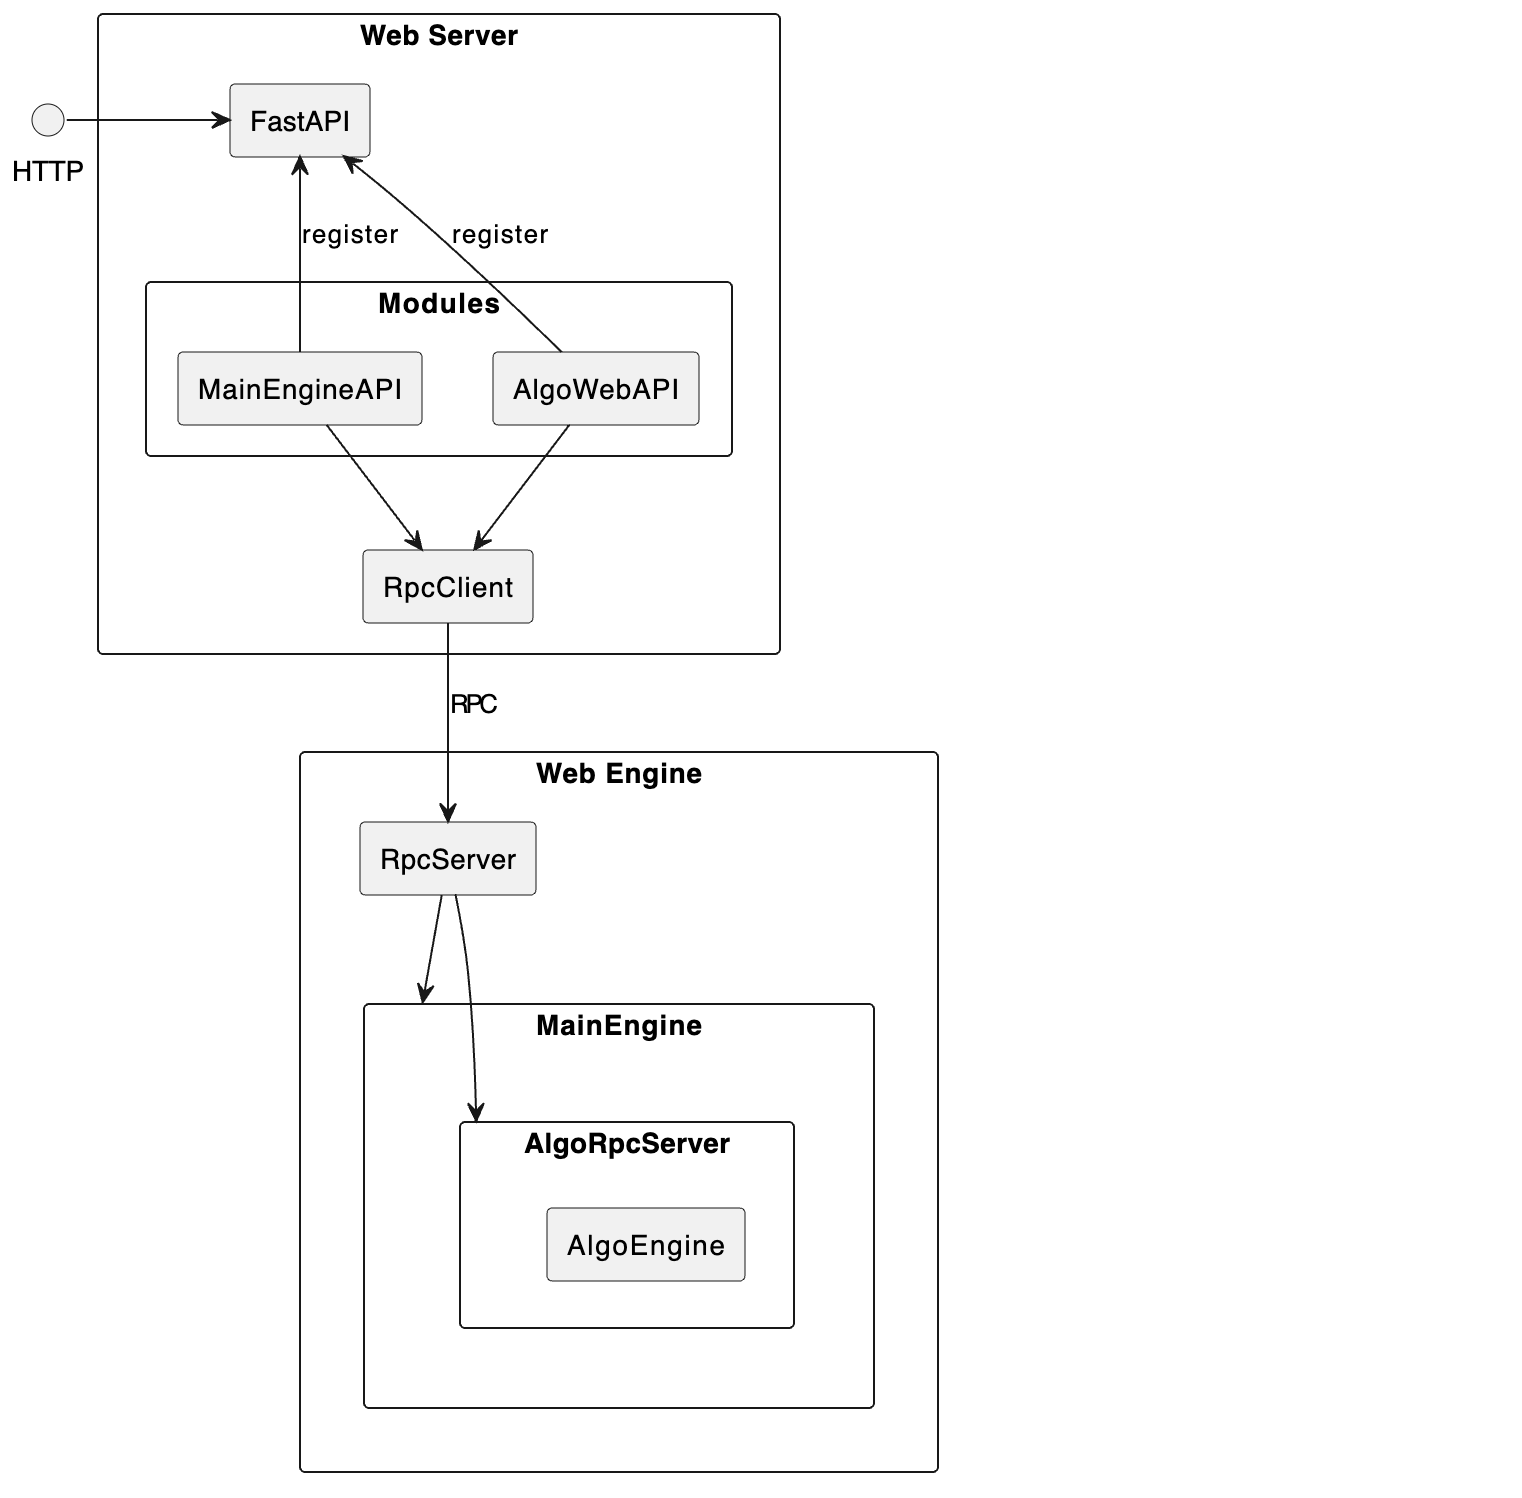 Web Server
FastAPI
HTTP
register
register
Modules
MainEngineAPI
AlgoWebAPI
RpcClient
RPC
Web Engine
RpcServer
MainEngine
AlgoRpcServer
AlgoEngine